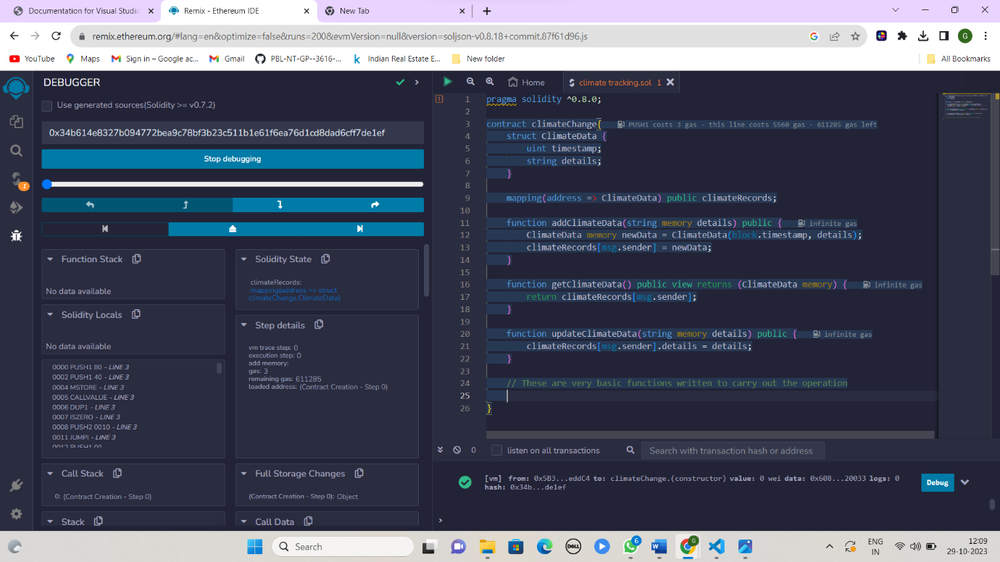 Documentation for Visual Studio
Remix - Ethereum IDE
New Tab
remix.ethereum.org/#lang=en&optimize=false&runs=200&evmVersion=null&version=soljson-v0.8.18+commit.87f61d96.js
G
YouTube
Maps
Sign in – Google ac...
Gmail
PBL-NT-GP--3616-...
Indian Real Estate E...
New folder
All Bookmarks
DEBUGGER
Use generated sources(Solidity >= v0.7.2)
0x34b614e8327b094772bea9c78bf3b23c511b1e61f6ea76d1cd8dad6cff7de1ef
Stop debugging
1
Function Stack
No data available
Solidity Locals
No data available
0000 PUSH1 80 - LINE 3
0002 PUSH1 40 - LINE 3
0004 MSTORE - LINE 3
0005 CALLVALUE - LINE 3
0006 DUP1 - LINE 3
0007 ISZERO - LINE 3
0008 PUSH2 0010 - LINE 3
0011 JUMPI - LINE 3
0012 PUSH1 00
Call Stack
0: (Contract Creation - Step 0)
Stack
Solidity State
climateRecords:
mapping(address => struct
climateChange.ClimateData)
Step details
vm trace step: 0
execution step: 0
add memory:
gas: 3
remaining gas: 611285
loaded address: (Contract Creation - Step 0)
Full Storage Changes
(Contract Creation - Step 0): Object
Call Data
Home
climate tracking.sol 1
1 pragma solidity ^0.8.0;
2
3 contract climateChange{ PUSH1 costs 3 gas - this line costs 5560 gas - 611285 gas left
4 struct ClimateData {
5 uint timestamp;
6 string details;
7 }
8
9 mapping(address => ClimateData) public climateRecords;
10
11 function addClimateData(string memory details) public { infinite gas
12 ClimateData memory newData = ClimateData(block.timestamp, details);
13 climateRecords[msg.sender] = newData;
14 }
15
16 function getClimateData() public view returns (ClimateData memory) { infinite gas
17 return climateRecords[msg.sender];
18 }
19
20 function updateClimateData(string memory details) public { infinite gas
21 climateRecords[msg.sender].details = details;
22 }
23
24 // These are very basic functions written to carry out the operation
25
26 }
0
listen on all transactions
Search with transaction hash or address
[vm] from: 0x5B3...eddC4 to: climateChange.(constructor) value: 0 wei data: 0x608...20033 logs: 0
hash: 0x34b...de1ef
Debug
>
Search
DELL
6
G
ENG
IN
12:09
29-10-2023